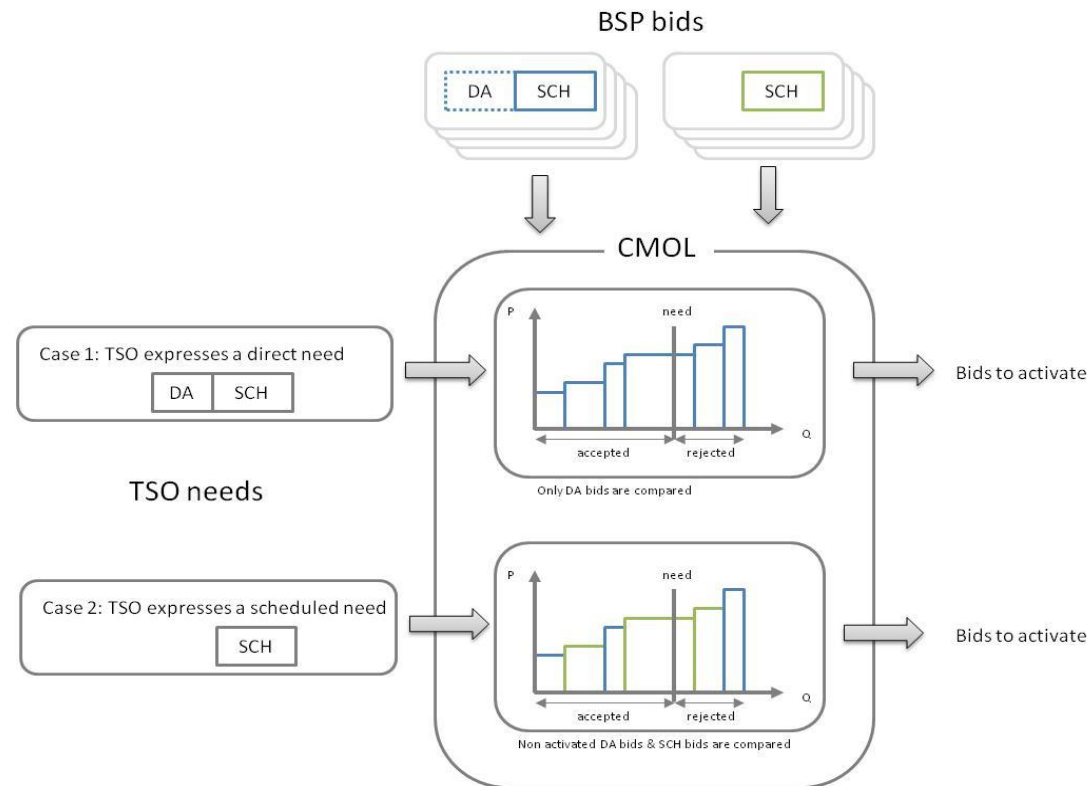 BSP bids
DA
SCH
SCH
CMOL
Case 1: TSO expresses a direct need
DA
SCH
P
need
Q
accepted
rejected
Only DA bids are compared
Bids to activate
TSO needs
Case 2: TSO expresses a scheduled need
SCH
P
need
Q
accepted
rejected
Non activated DA bids & SCH bids are compared
Bids to activate